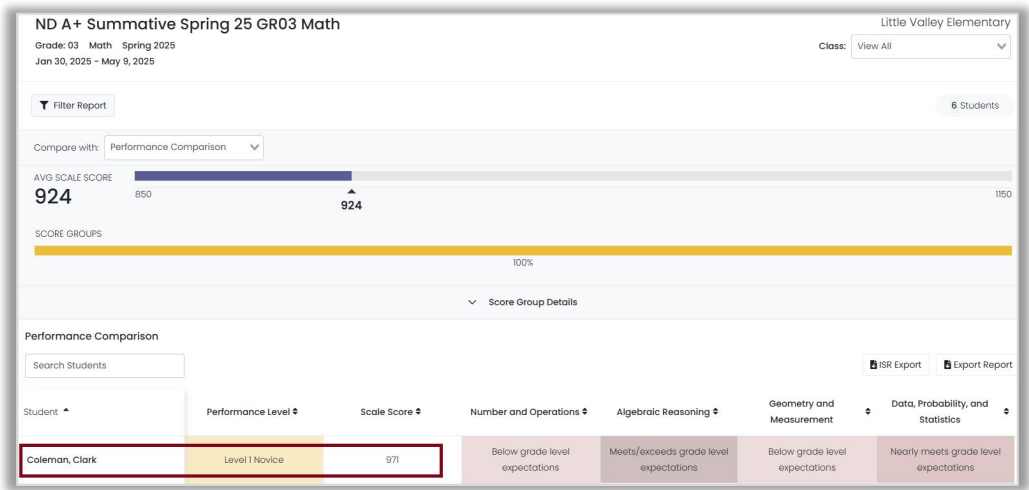 ND A+ Summative Spring 25 GR03 Math
Little Valley Elementary
Grade: 03 Math Spring 2025
Class: View All
Jan 30, 2025 - May 9, 2025
Filter Report
6 Students
Compare with: Performance Comparison
AVG SCALE SCORE
924
850
924
1150
SCORE GROUPS
100%
Score Group Details
Performance Comparison
Search Students
ISR Export
Export Report
Student
Performance Level
Scale Score
Number and Operations
Algebraic Reasoning
Geometry and
Measurement
Data, Probability, and
Statistics
Coleman, Clark
Level 1 Novice
971
Below grade level
expectations
Meets/exceeds grade level
expectations
Below grade level
expectations
Nearly meets grade level
expectations